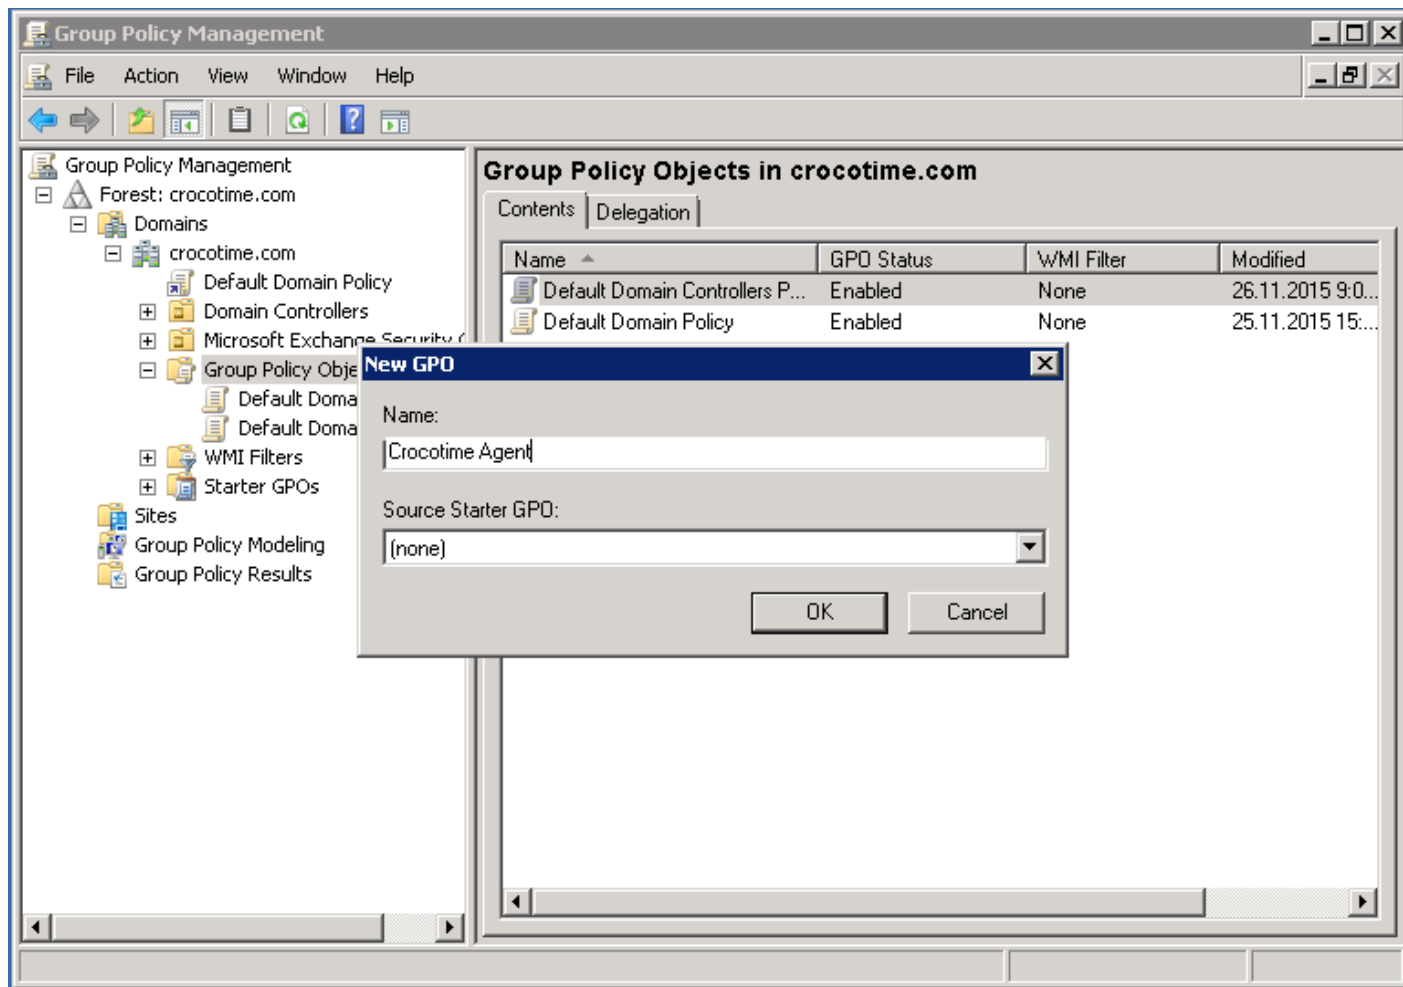 Group Policy Management
File Action View Window Help
Group Policy Management
Forest: crocotime.com
Domains
crocotime.com
Default Domain Policy
Domain Controllers
Microsoft Exchange Security
Group Policy Obje
Default Doma
Default Doma
WMI Filters
Starter GPOs
Sites
Group Policy Modeling
Group Policy Results
Group Policy Objects in crocotime.com
Contents Delegation
Name GPO Status WMI Filter Modified
Default Domain Controllers P... Enabled None 26.11.2015 9:0...
Default Domain Policy Enabled None 25.11.2015 15:...
New GPO
Name:
Crocotime Agent
Source Starter GPO:
(none)
OK Cancel